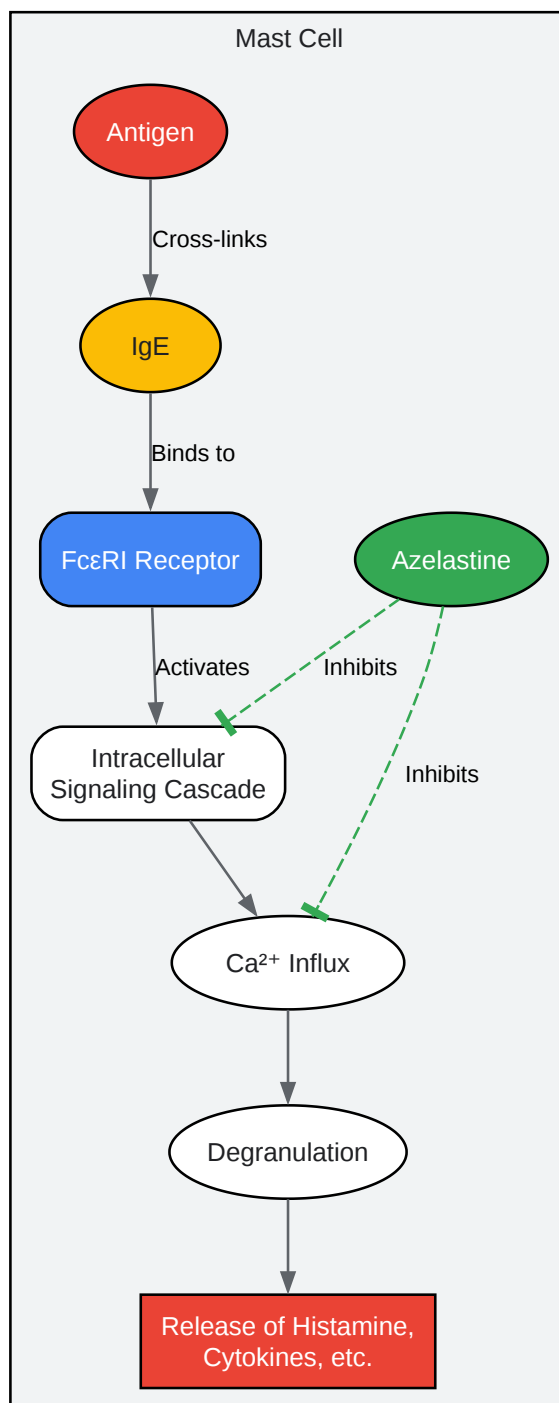 Mast Cell
Antigen
Cross-links
IgE
Binds to
FcεRI Receptor
Azelastine
Activates
Inhibits
Intracellular
Signaling Cascade
Inhibits
Ca²⁺ Influx
Degranulation
Release of Histamine,
Cytokines, etc.